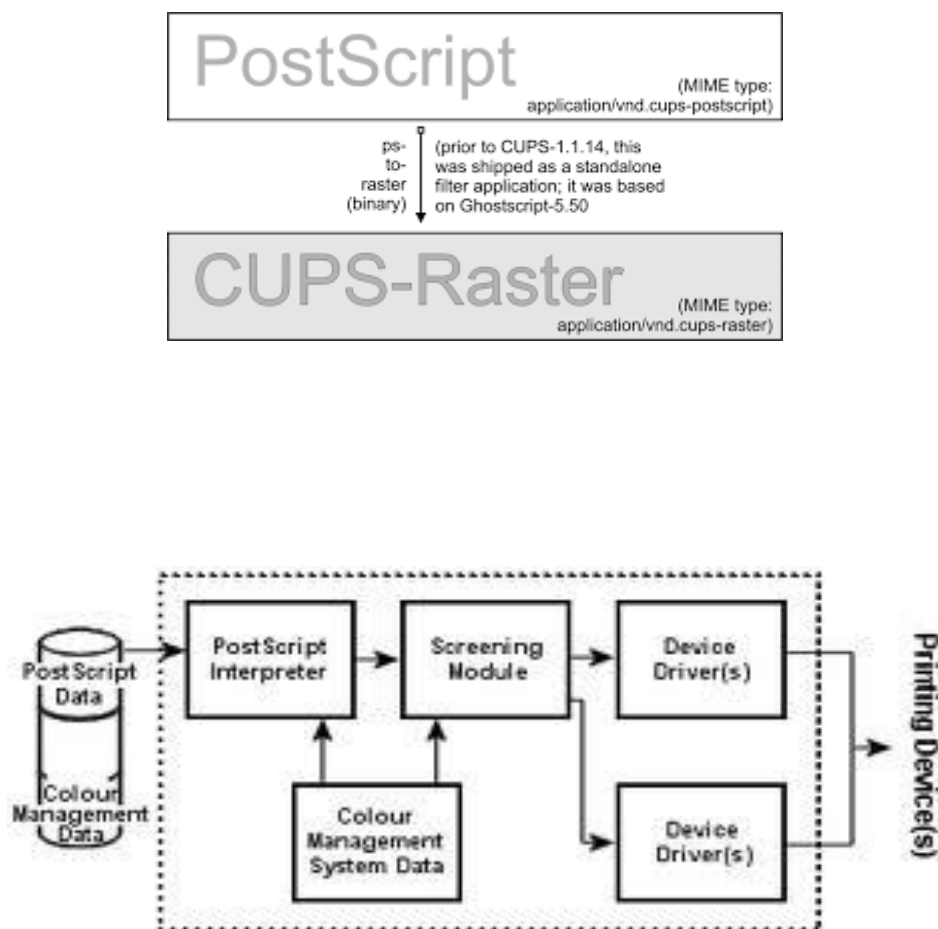 PostScript
(MIME type:
application/vnd.cups-postscript)
ps-
to-
raster
(binary)
(prior to CUPS-1.1.14, this
was shipped as a standalone
filter application; it was based
on Ghostscript-5.50
CUPS-Raster
(MIME type:
application/vnd.cups-raster)
PostScript
Data
Colour
Management
Data
PostScript
Interpreter
Screening
Module
Device
Driver(s)
Colour
Management
System Data
Device
Driver(s)
Printing Device(s)